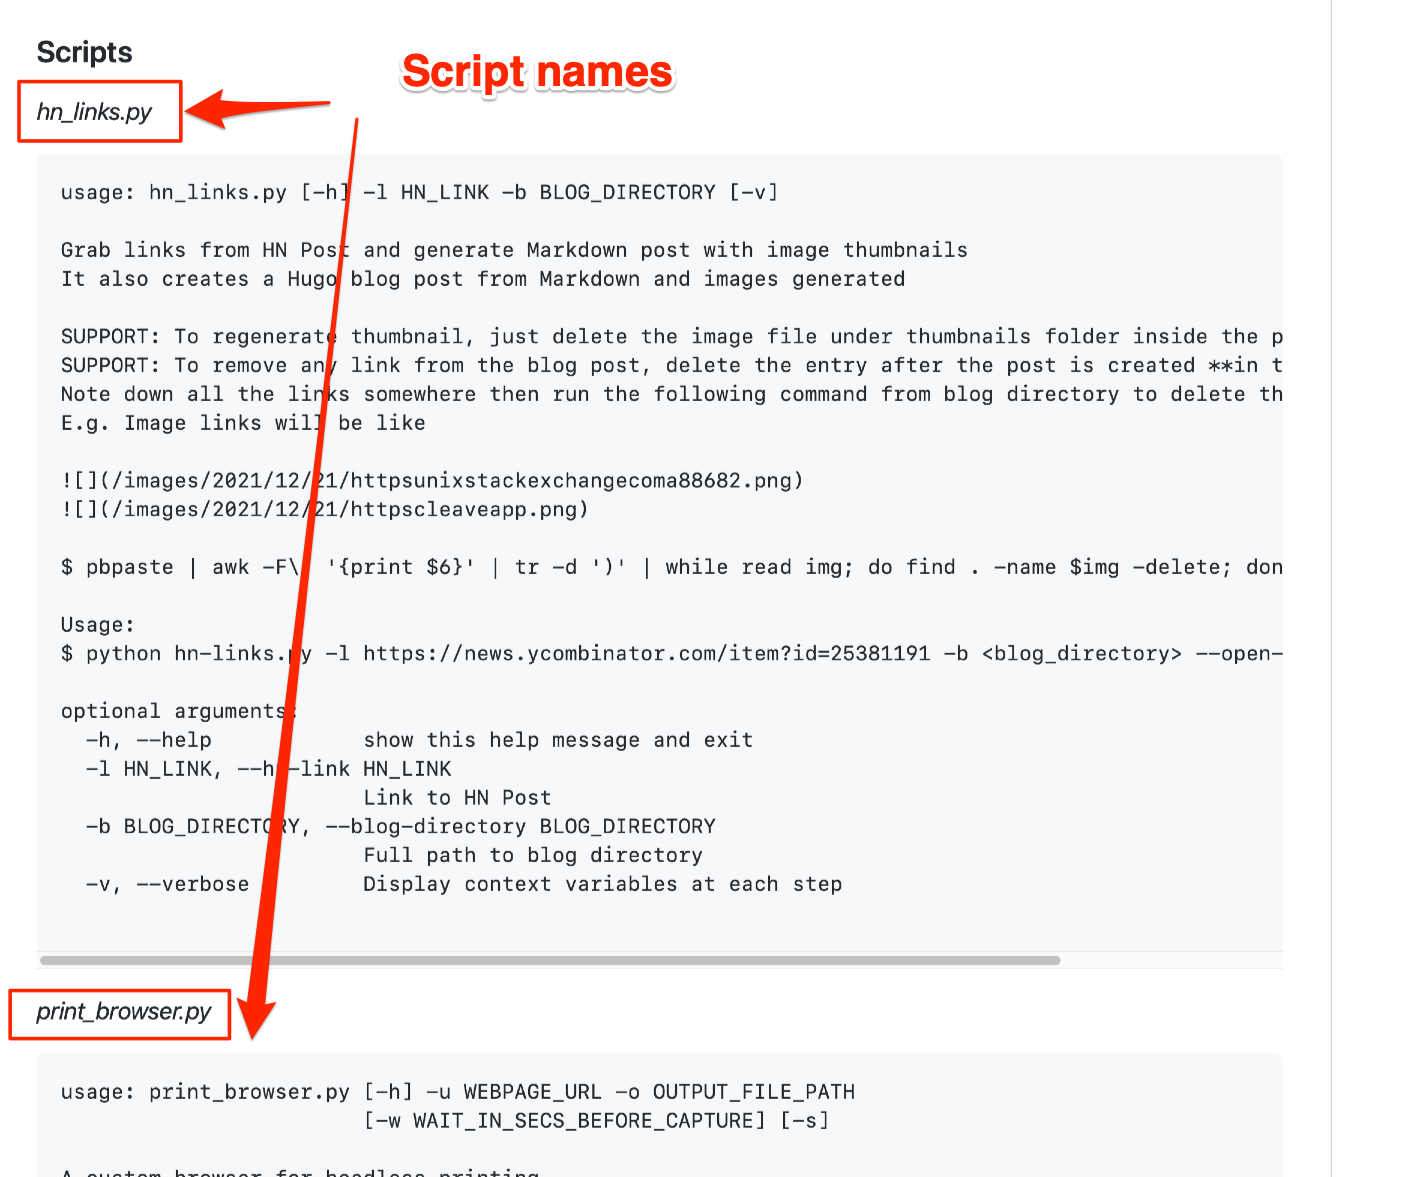 Scripts
Script names
hn_links.py
usage: hn_links.py [-h] -l HN_LINK -b BLOG_DIRECTORY [-v]
Grab links from HN Post and generate Markdown post with image thumbnails
It also creates a Hugo blog post from Markdown and images generated
SUPPORT: To regenerate thumbnail, just delete the image file under thumbnails folder inside the p
SUPPORT: To remove any link from the blog post, delete the entry after the post is created **in t
Note down all the links somewhere then run the following command from blog directory to delete th
E.g. Image links will be like
![](/images/2021/12/21/httpsunixstackexchangecoma88682.png)
![](/images/2021/12/21/httpscleaveapp.png)
$ pbpaste | awk -F\ '{print $6}' | tr -d ')' | while read img; do find . -name $img -delete; don
Usage:
$ python hn-links.py -l https://news.ycombinator.com/item?id=25381191 -b <blog_directory> --open-
optional arguments:
-h, --help show this help message and exit
-l HN_LINK, --hn-link HN_LINK
Link to HN Post
-b BLOG_DIRECTORY, --blog-directory BLOG_DIRECTORY
Full path to blog directory
-v, --verbose Display context variables at each step
print_browser.py
usage: print_browser.py [-h] -u WEBPAGE_URL -o OUTPUT_FILE_PATH
[-w WAIT_IN_SECS_BEFORE_CAPTURE] [-s]
A custom browser for headless printing